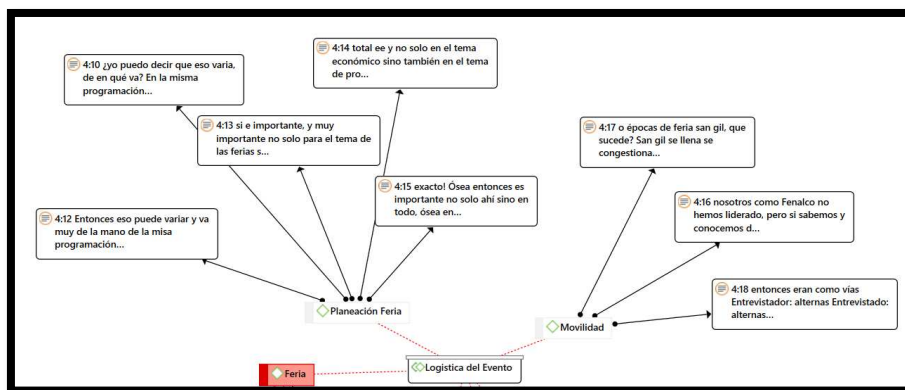 4:14 total ee y no solo en el tema
económico sino también en el tema
de pro...
4:10 ¿yo puedo decir que eso varia,
de en qué va? En la misma
programación...
4:13 si e importante, y muy
importante no solo para el tema de
las ferias s...
4:17 o épocas de feria san gil, que
sucede? San gil se llena se
congestiona...
4:15 exacto! Ósea entonces es
importante no solo ahí sino en
todo, ósea en...
4:16 nosotros como Fenalco no
hemos liderado, pero si sabemos y
conocemos d...
4:12 Entonces eso puede variar y va
muy de la mano de la misa
programación...
4:18 entonces eran como vías
Entrevistador: alternas Entrevistado:
alternas...
Planeación Feria
Movilidad
Feria
Logistica del Evento